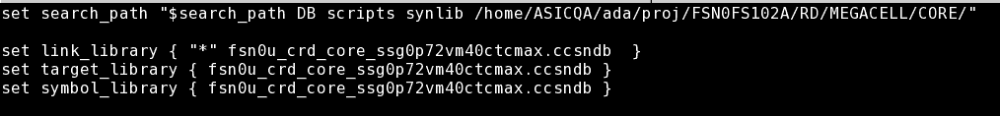 set search_path "$search_path DB scripts synlib /home/ASICQA/ada/proj/FSN0FS102A/RD/MEGACELL/CORE/"
set link_library { "*" fsn0u_crd_core_ssg0p72vm40ctcmax.ccsndb  }
set target_library { fsn0u_crd_core_ssg0p72vm40ctcmax.ccsndb }
set symbol_library { fsn0u_crd_core_ssg0p72vm40ctcmax.ccsndb }